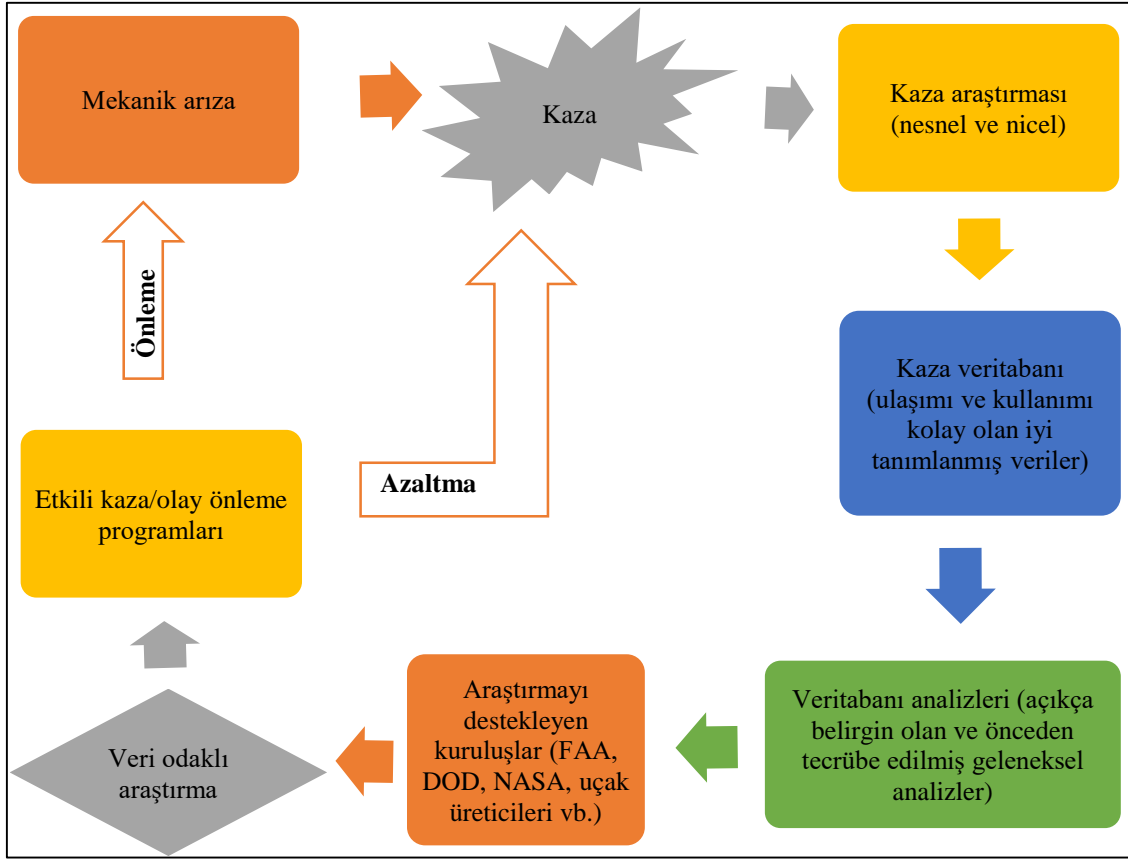 Mekanik arıza
Kaza
Kaza araştırması
(nesnel ve nicel)
Kaza veritabanı
(ulaşımı ve kullanımı
kolay olan iyi
tanımlanmış veriler)
Veritabanı analizleri (açıkça
belirgin olan ve önceden
tecrübe edilmiş geleneksel
analizler)
Araştırmayı
destekleyen
kuruluşlar (FAA,
DOD, NASA, uçak
üreticileri vb.)
Veri odaklı
araştırma
Etkili kaza/olay önleme
programları
Önleme
Azaltma